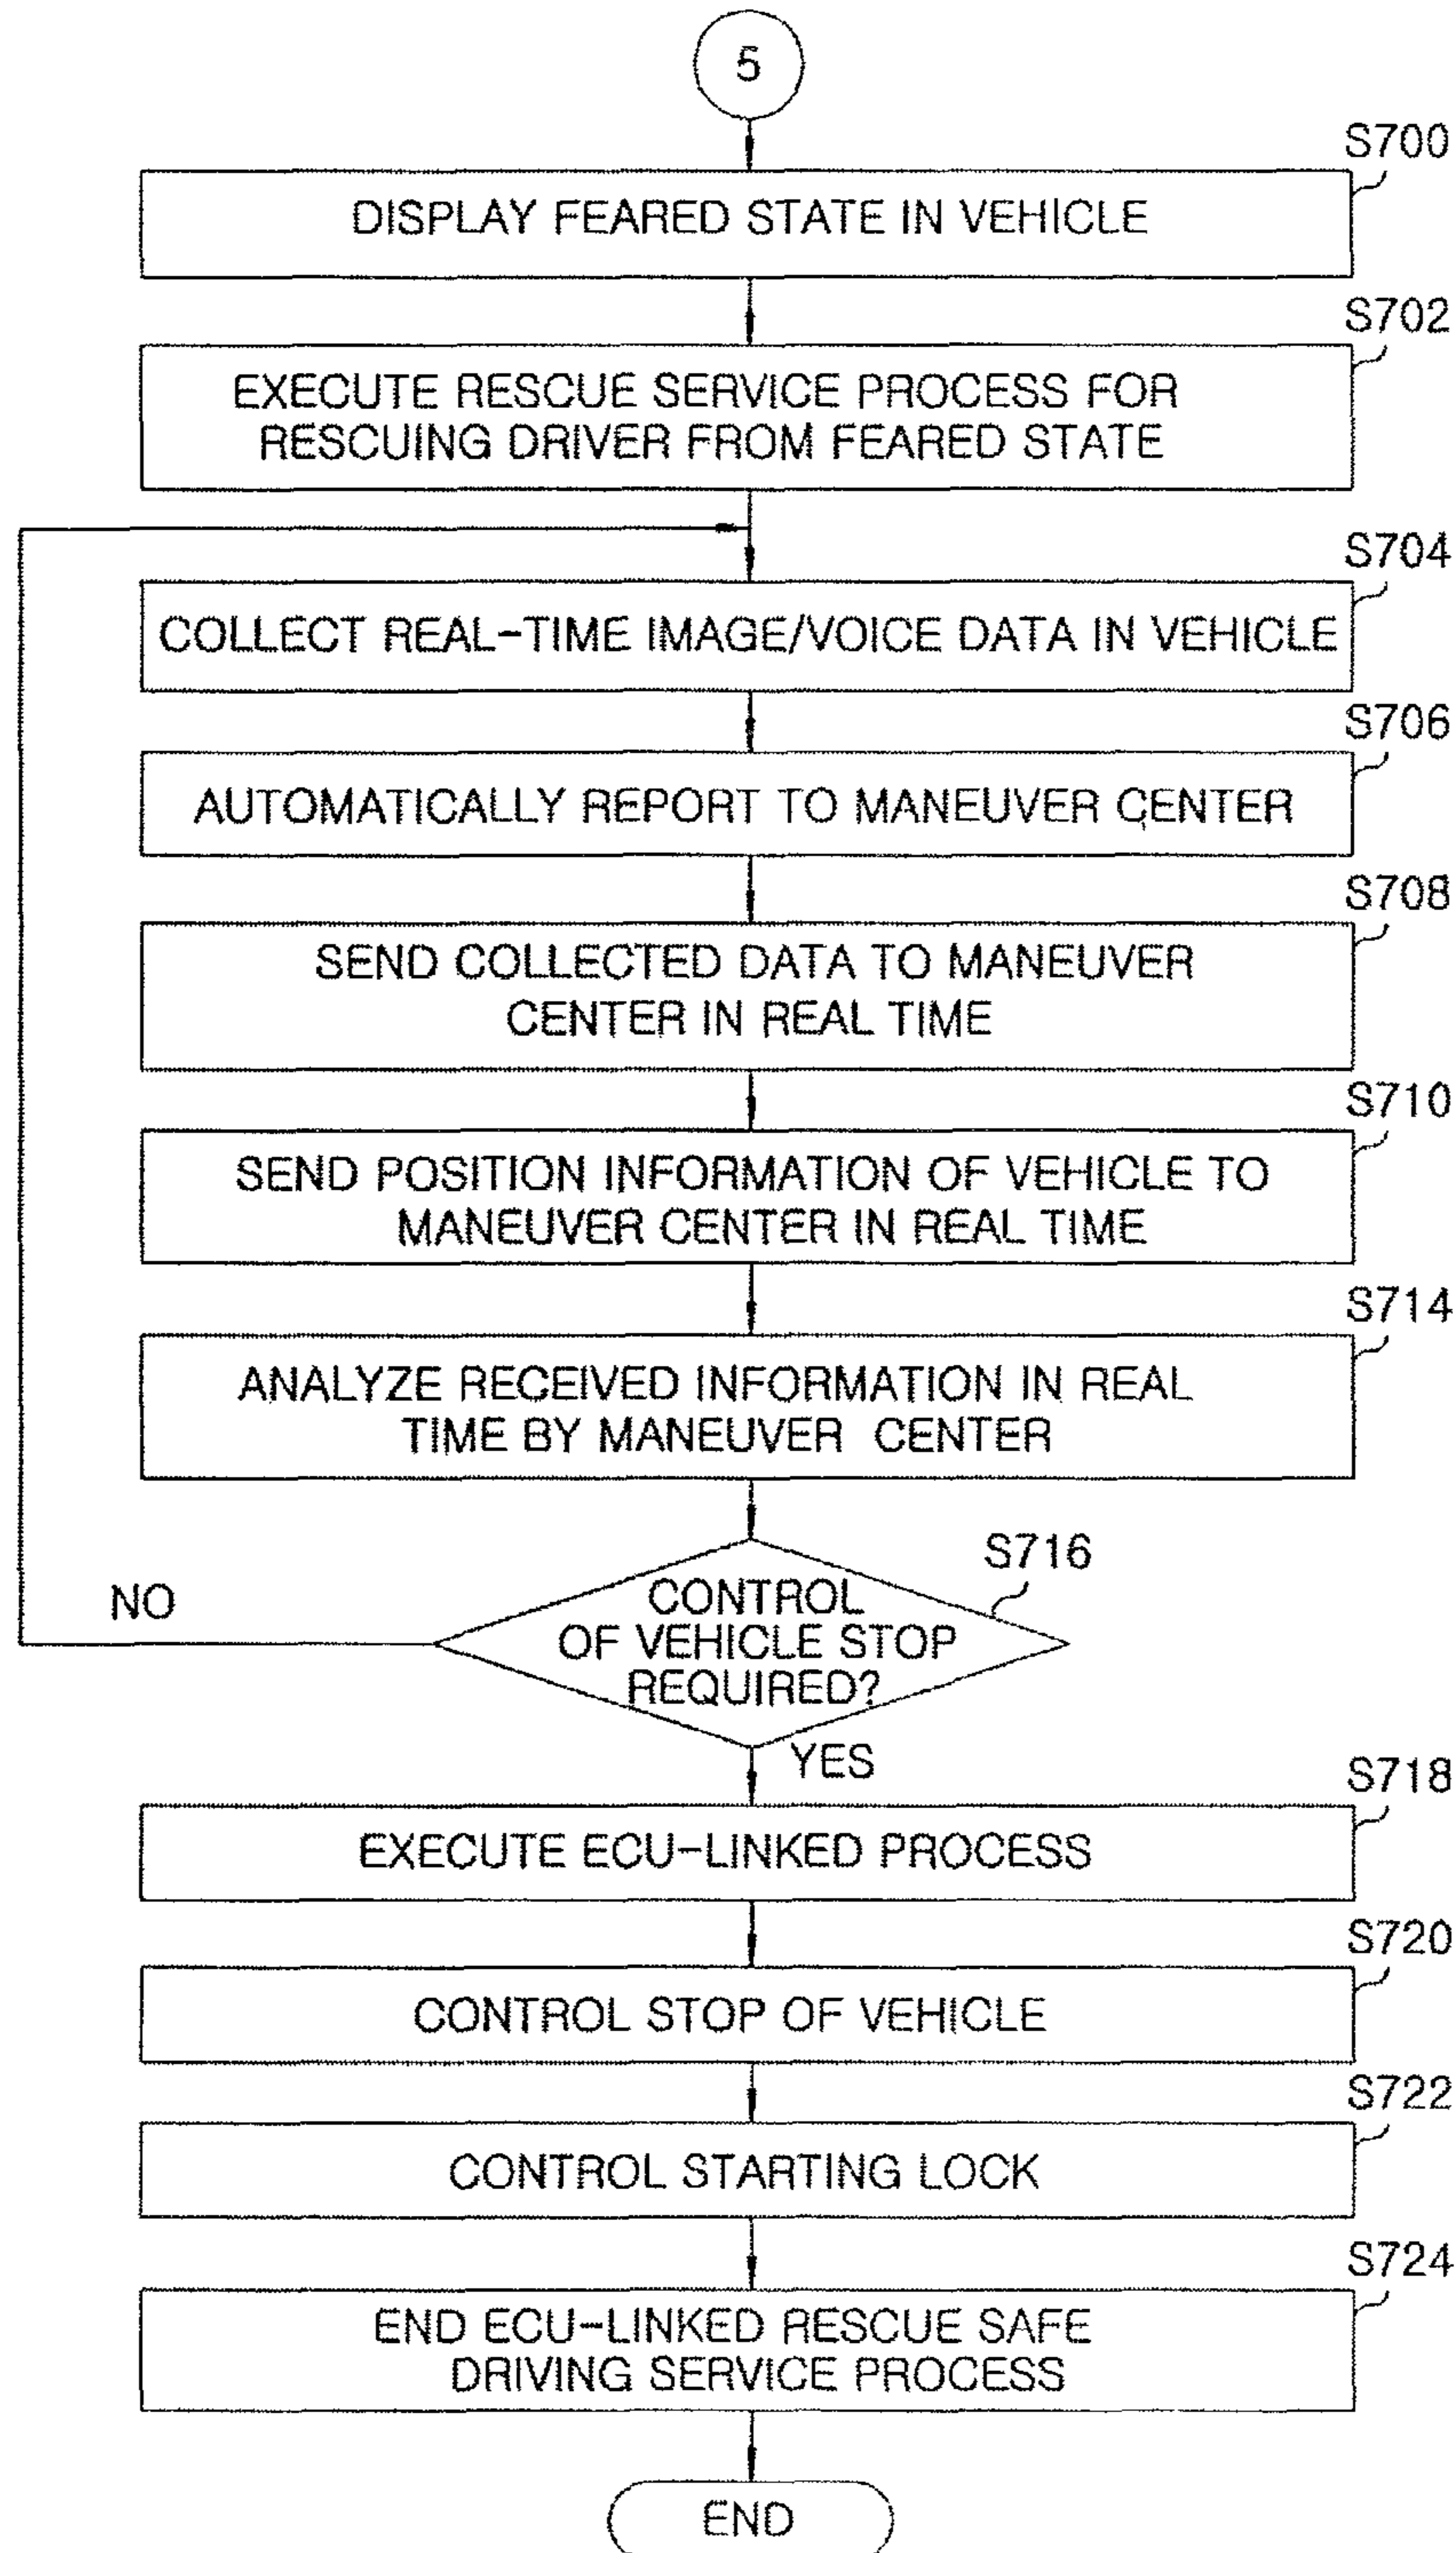 5
S700
DISPLAY FEARED STATE IN VEHICLE
S702
EXECUTE RESCUE SERVICE PROCESS FOR
RESCUING DRIVER FROM FEARED STATE
S704
COLLECT REAL-TIME IMAGE/VOICE DATA IN VEHICLE
S706
AUTOMATICALLY REPORT TO MANEUVER CENTER
S708
SEND COLLECTED DATA TO MANEUVER
CENTER IN REAL TIME
S710
SEND POSITION INFORMATION OF VEHICLE TO
MANEUVER CENTER IN REAL TIME
S714
ANALYZE RECEIVED INFORMATION IN REAL
TIME BY MANEUVER CENTER
S716
CONTROL
OF VEHICLE STOP
REQUIRED?
NO
YES
S718
EXECUTE ECU-LINKED PROCESS
S720
CONTROL STOP OF VEHICLE
S722
CONTROL STARTING LOCK
S724
END ECU-LINKED RESCUE SAFE
DRIVING SERVICE PROCESS
END